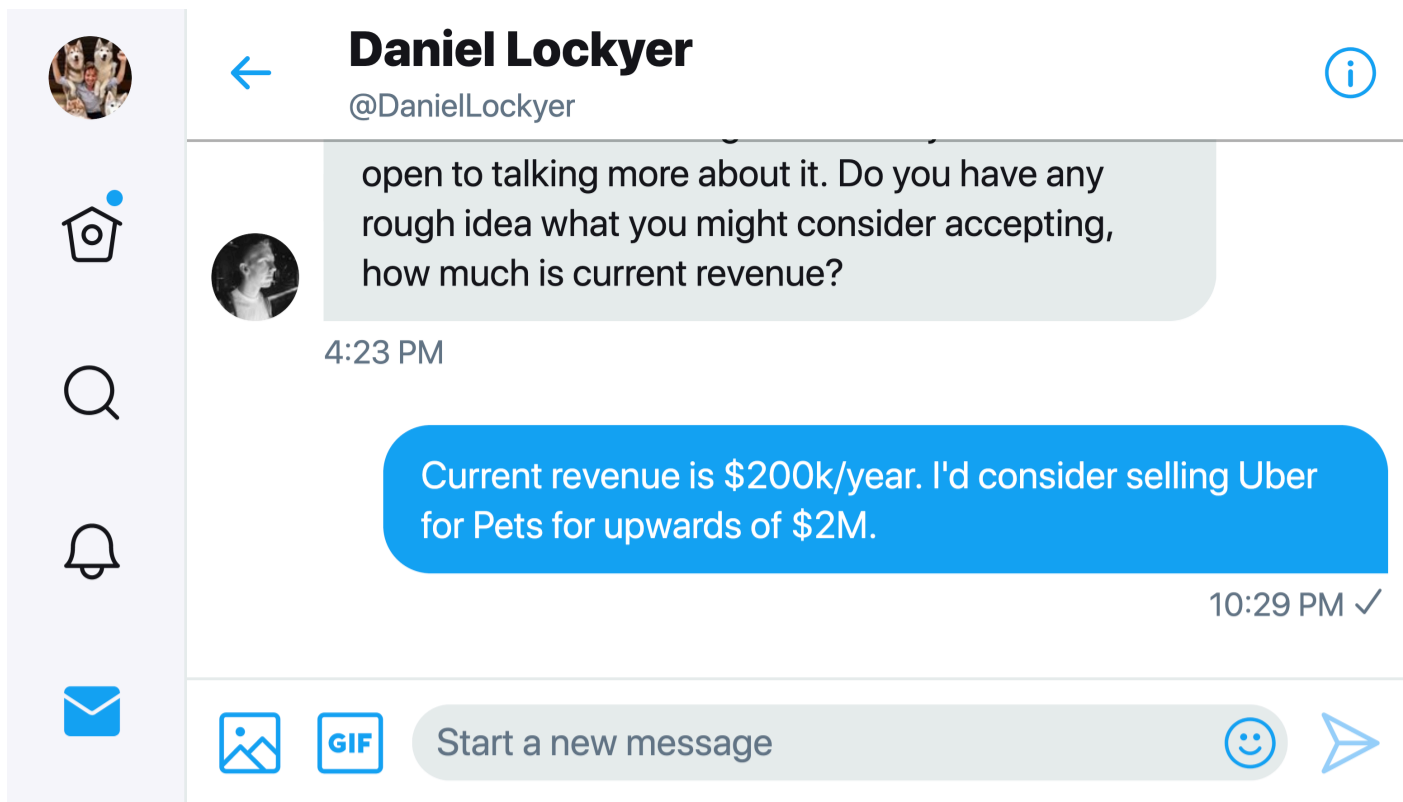 Daniel Lockyer
@DanielLockyer
open to talking more about it. Do you have any
rough idea what you might consider accepting,
how much is current revenue?
4:23 PM
Current revenue is $200k/year. I'd consider selling Uber
for Pets for upwards of $2M.
10:29 PM
GIF
Start a new message